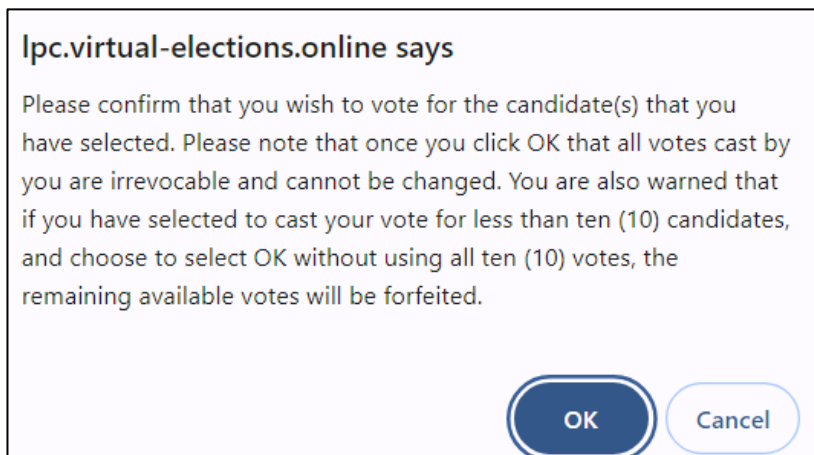 lpc.virtual-elections.online says
Please confirm that you wish to vote for the candidate(s) that you
have selected. Please note that once you click OK that all votes cast by
you are irrevocable and cannot be changed. You are also warned that
if you have selected to cast your vote for less than ten (10) candidates,
and choose to select OK without using all ten (10) votes, the
remaining available votes will be forfeited.
OK Cancel